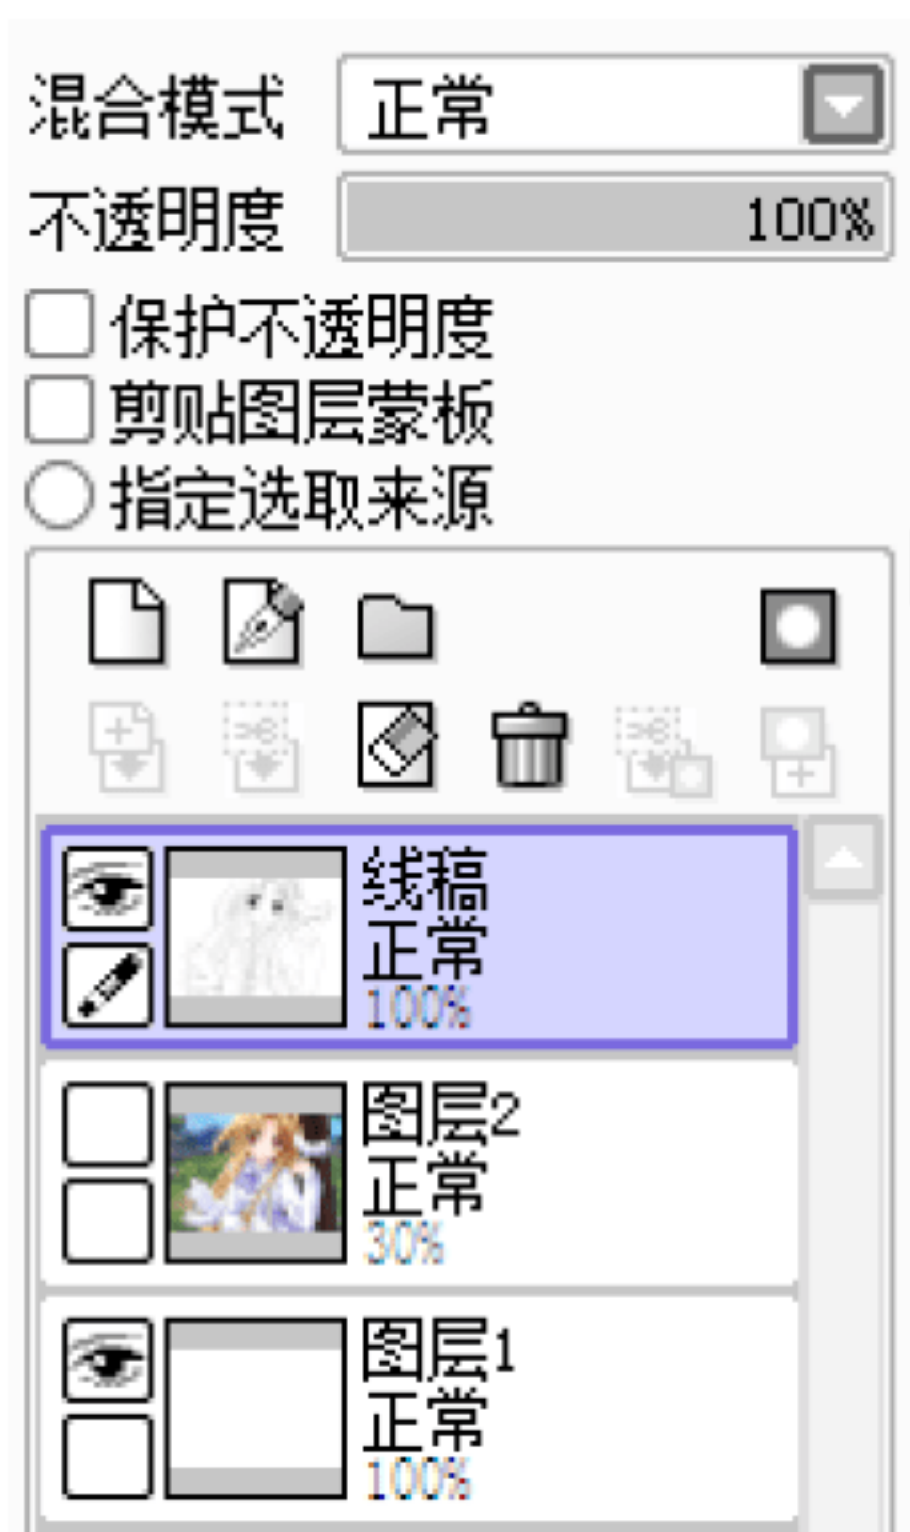 混合模式 正常
不透明度 100%
保护不透明度
剪贴图层蒙板
指定选取来源
线稿
正常
100%
图层2
正常
30%
图层1
正常
100%